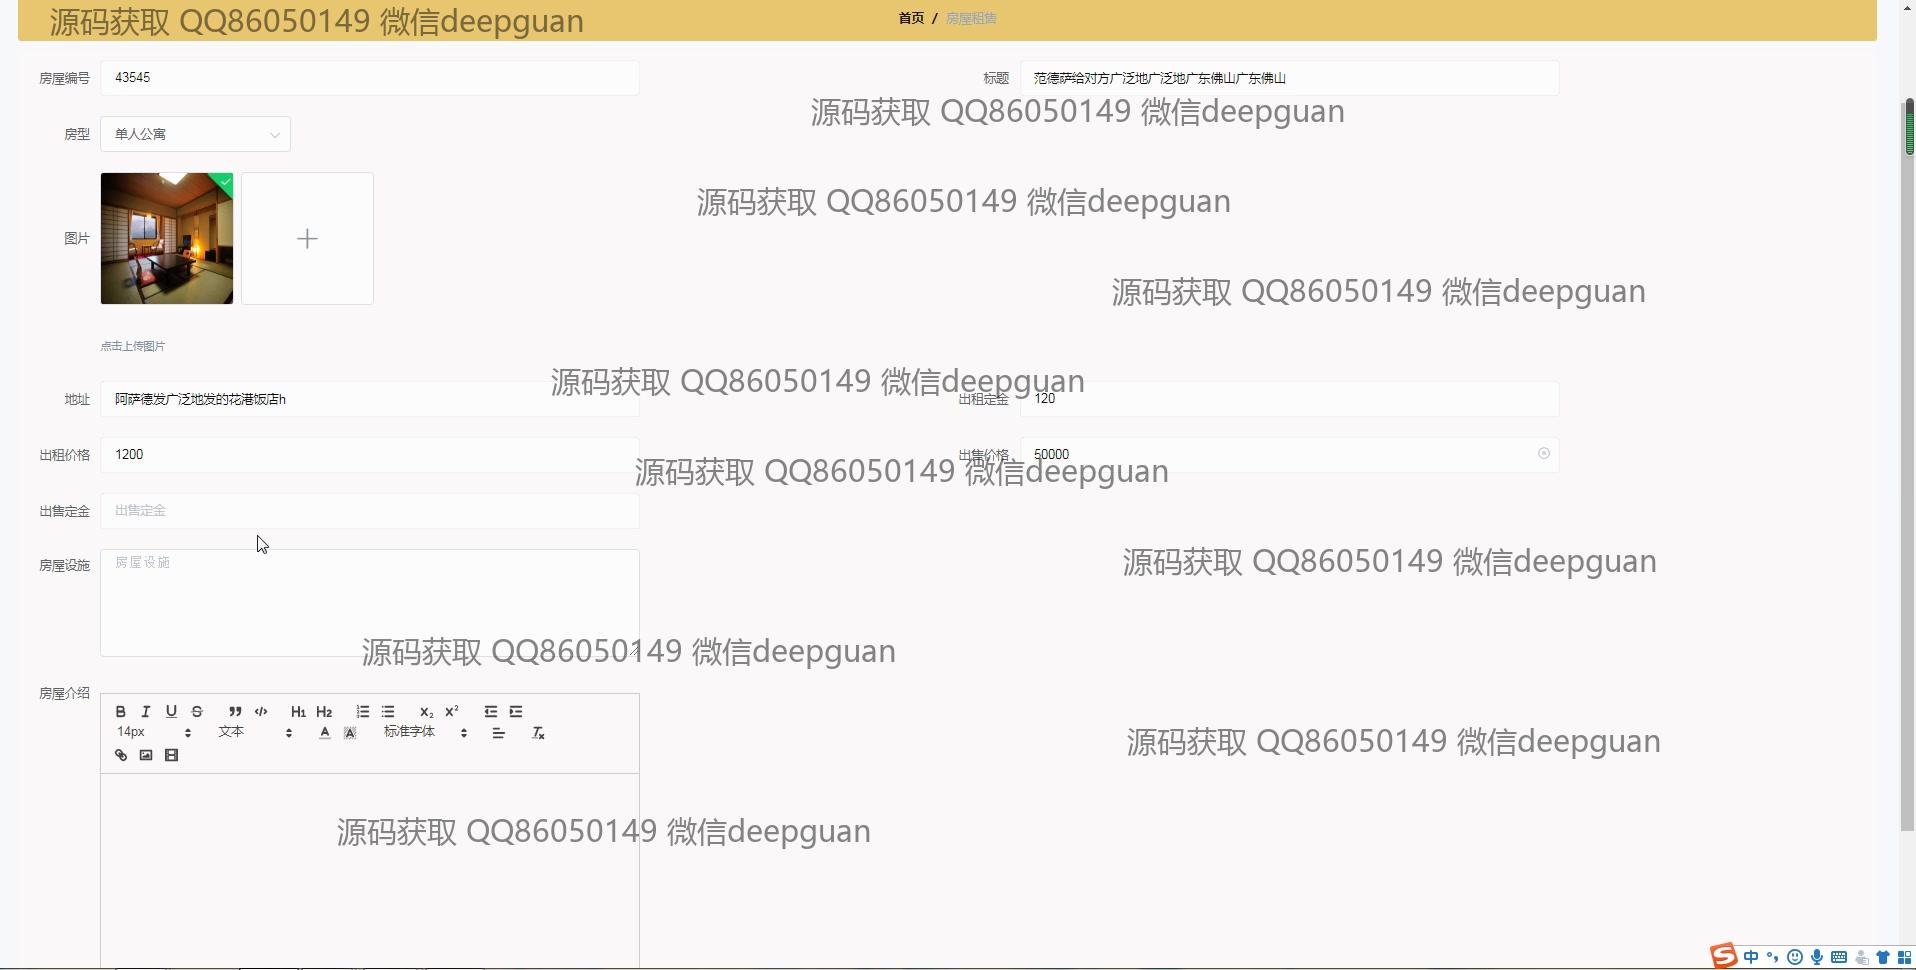 源码获取 QQ86050149 微信deepguan
首页 / 房屋租售
房屋编号 43545
标题 范德萨给对方广泛地广泛地广东佛山广东佛山
源码获取 QQ86050149 微信deepguan
房型 单人公寓
源码获取 QQ86050149 微信deepguan
图片
源码获取 QQ86050149 微信deepguan
点击上传图片
源码获取 QQ86050149 微信deepguan
地址 阿萨德发广泛地发的花港饭店h
出租定金 120
出租价格 1200
出售价格 50000
源码获取 QQ86050149 微信deepguan
出售定金 出售定金
房屋设施 房屋设施
源码获取 QQ86050149 微信deepguan
源码获取 QQ86050149 微信deepguan
房屋介绍
B I U S ” </> H1 H2 X₂ X²
14px 文本 A A 标准字体 Tx
源码获取 QQ86050149 微信deepguan
源码获取 QQ86050149 微信deepguan
S 中